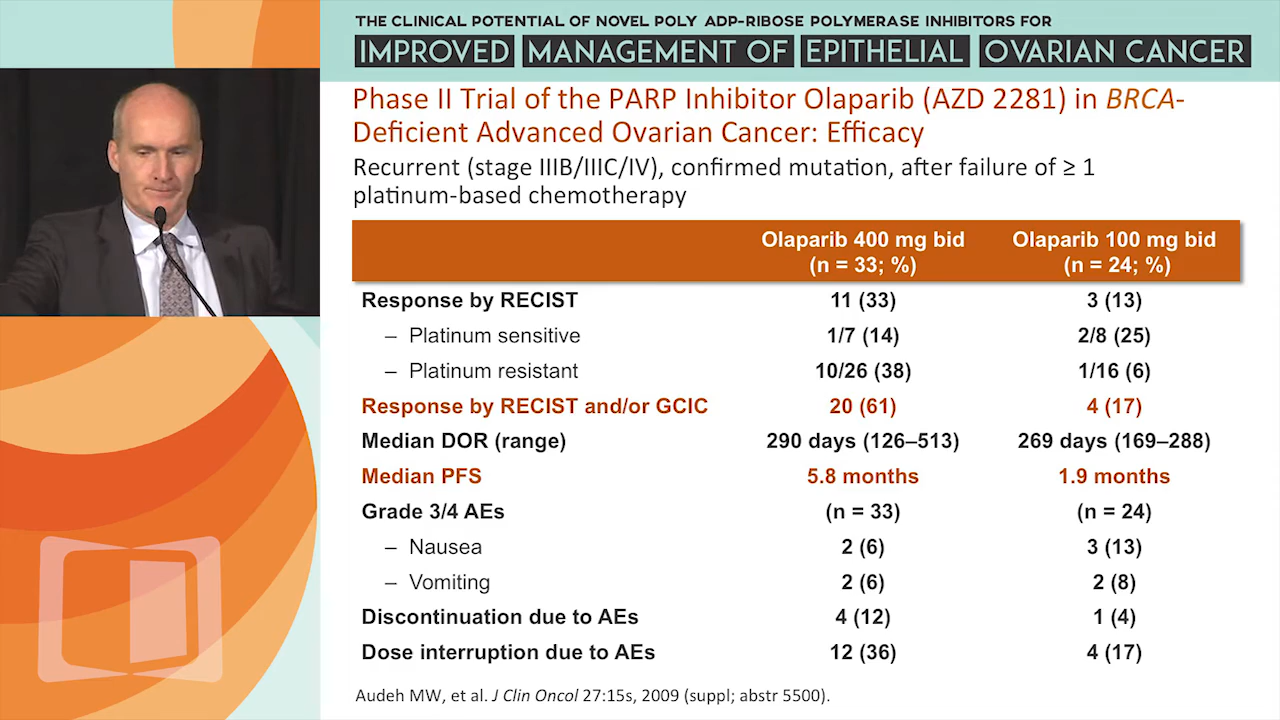 THE CLINICAL POTENTIAL OF NOVEL POLY ADP-RIBOSE POLYMERASE INHIBITORS FOR
IMPROVED MANAGEMENT OF EPITHELIAL OVARIAN CANCER
Phase II Trial of the PARP Inhibitor Olaparib (AZD 2281) in BRCA-
Deficient Advanced Ovarian Cancer: Efficacy
Recurrent (stage IIIB/IIIC/IV), confirmed mutation, after failure of ≥ 1
platinum-based chemotherapy
Olaparib 400 mg bid (n = 33; %) Olaparib 100 mg bid (n = 24; %)
Response by RECIST 11 (33) 3 (13)
– Platinum sensitive 1/7 (14) 2/8 (25)
– Platinum resistant 10/26 (38) 1/16 (6)
Response by RECIST and/or GCIC 20 (61) 4 (17)
Median DOR (range) 290 days (126–513) 269 days (169–288)
Median PFS 5.8 months 1.9 months
Grade 3/4 AEs (n = 33) (n = 24)
– Nausea 2 (6) 3 (13)
– Vomiting 2 (6) 2 (8)
Discontinuation due to AEs 4 (12) 1 (4)
Dose interruption due to AEs 12 (36) 4 (17)
Audeh MW, et al. J Clin Oncol 27:15s, 2009 (suppl; abstr 5500).